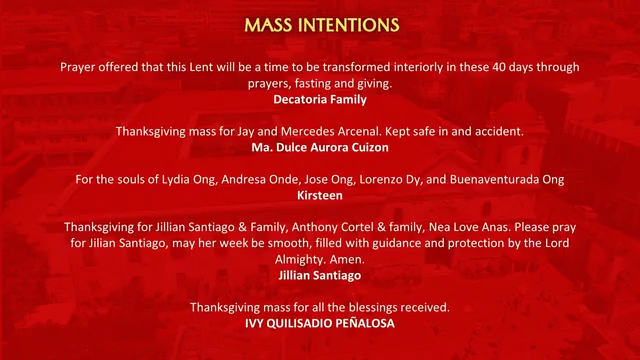 MASS INTENTIONS
Prayer offered that this Lent will be a time to be transformed interiorly in these 40 days through
prayers, fasting and giving.
Decatoria Family
Thanksgiving mass for Jay and Mercedes Arcenal. Kept safe in and accident.
Ma. Dulce Aurora Cuizon
For the souls of Lydia Ong, Andresa Onde, Jose Ong, Lorenzo Dy, and Buenaventurada Ong
Kirsteen
Thanksgiving for Jillian Santiago & Family, Anthony Cortel & family, Nea Love Anas. Please pray
for Jilian Santiago, may her week be smooth, filled with guidance and protection by the Lord
Almighty. Amen.
Jillian Santiago
Thanksgiving mass for all the blessings received.
IVY QUILISADIO PEÑALOSA